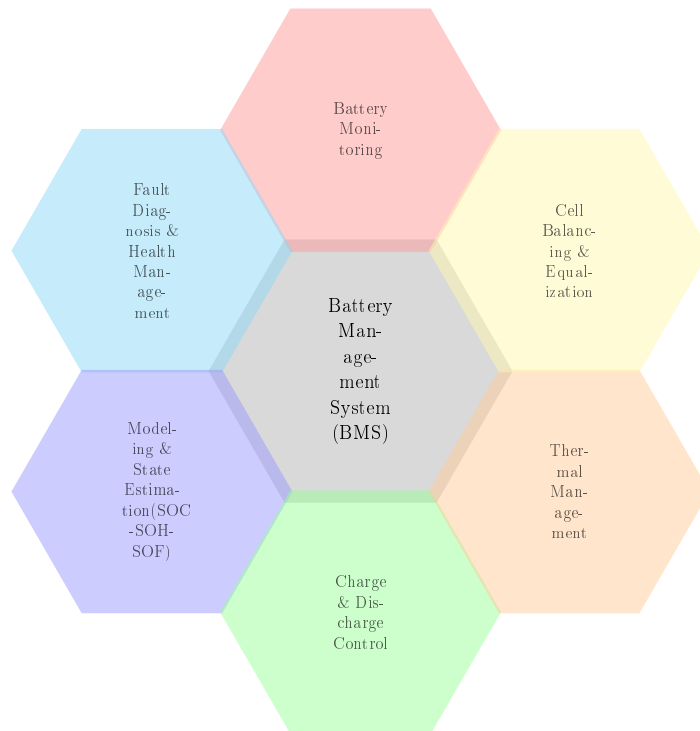 Battery
Moni-
toring
Fault
Diag-
nosis &
Health
Man-
age-
ment
Cell
Balanc-
ing &
Equal-
ization
Battery
Man-
age-
ment
System
(BMS)
Model-
ing &
State
Estima-
tion(SOC
-SOH-
SOF)
Ther-
mal
Man-
age-
ment
Charge
& Dis-
charge
Control